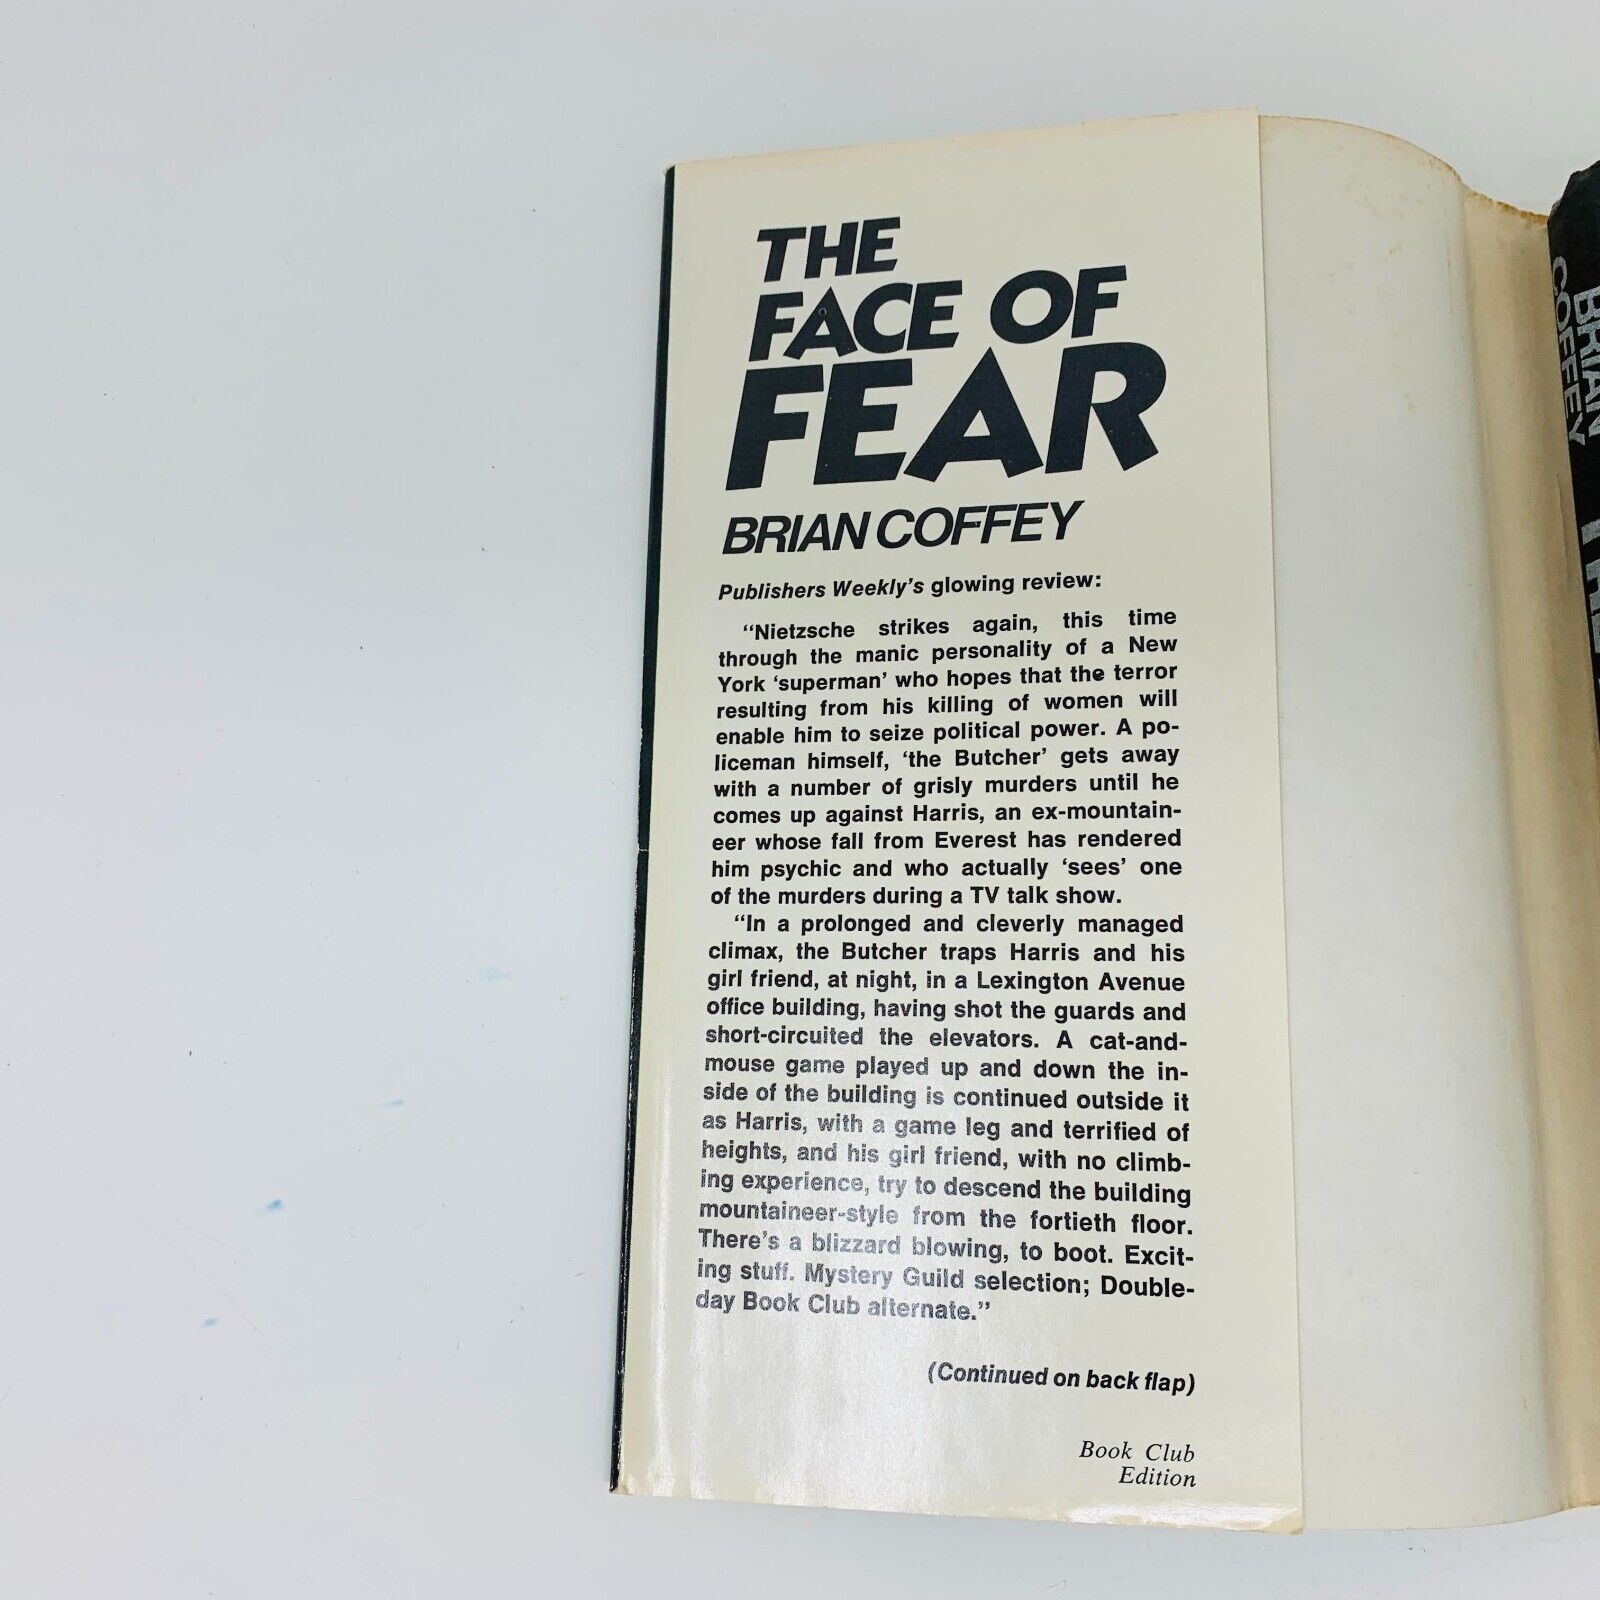 THE
FACE OF
FEAR
BRIAN COFFEY
Publishers Weekly's glowing review:
"Nietzsche strikes again, this time
through the manic personality of a New
York 'superman' who hopes that the terror
resulting from his killing of women will
enable him to seize political power. A po-
liceman himself, 'the Butcher' gets away
with a number of grisly murders until he
comes up against Harris, an ex-mountain-
eer whose fall from Everest has rendered
him psychic and who actually 'sees' one
of the murders during a TV talk show.
"In a prolonged and cleverly managed
climax, the Butcher traps Harris and his
girl friend, at night, in a Lexington Avenue
office building, having shot the guards and
short-circuited the elevators. A cat-and-
mouse game played up and down the in-
side of the building is continued outside it
as Harris, with a game leg and terrified of
heights, and his girl friend, with no climb-
ing experience, try to descend the building
mountaineer-style from the fortieth floor.
There's a blizzard blowing, to boot. Excit-
ing stuff. Mystery Guild selection; Double-
day Book Club alternate."
(Continued on back flap)
Book Club
Edition
BRIAN
COFFEY
THE